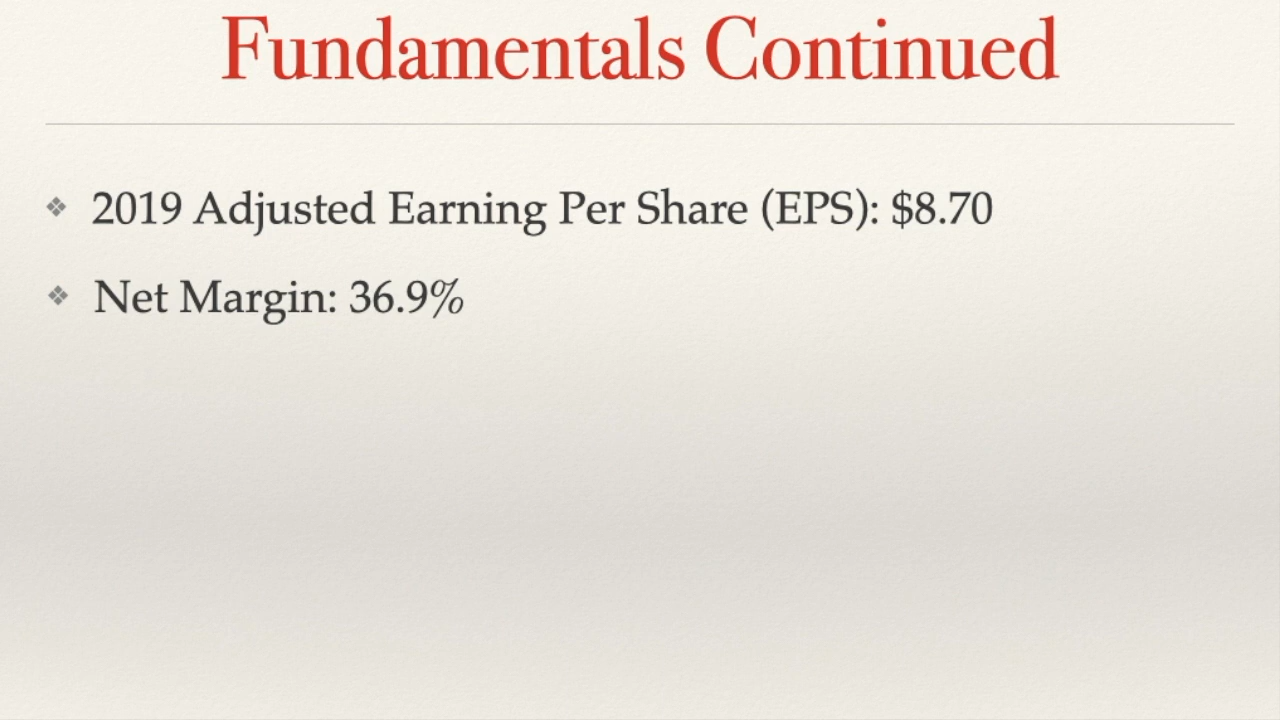 Fundamentals Continued
2019 Adjusted Earning Per Share (EPS): $8.70
Net Margin: 36.9%